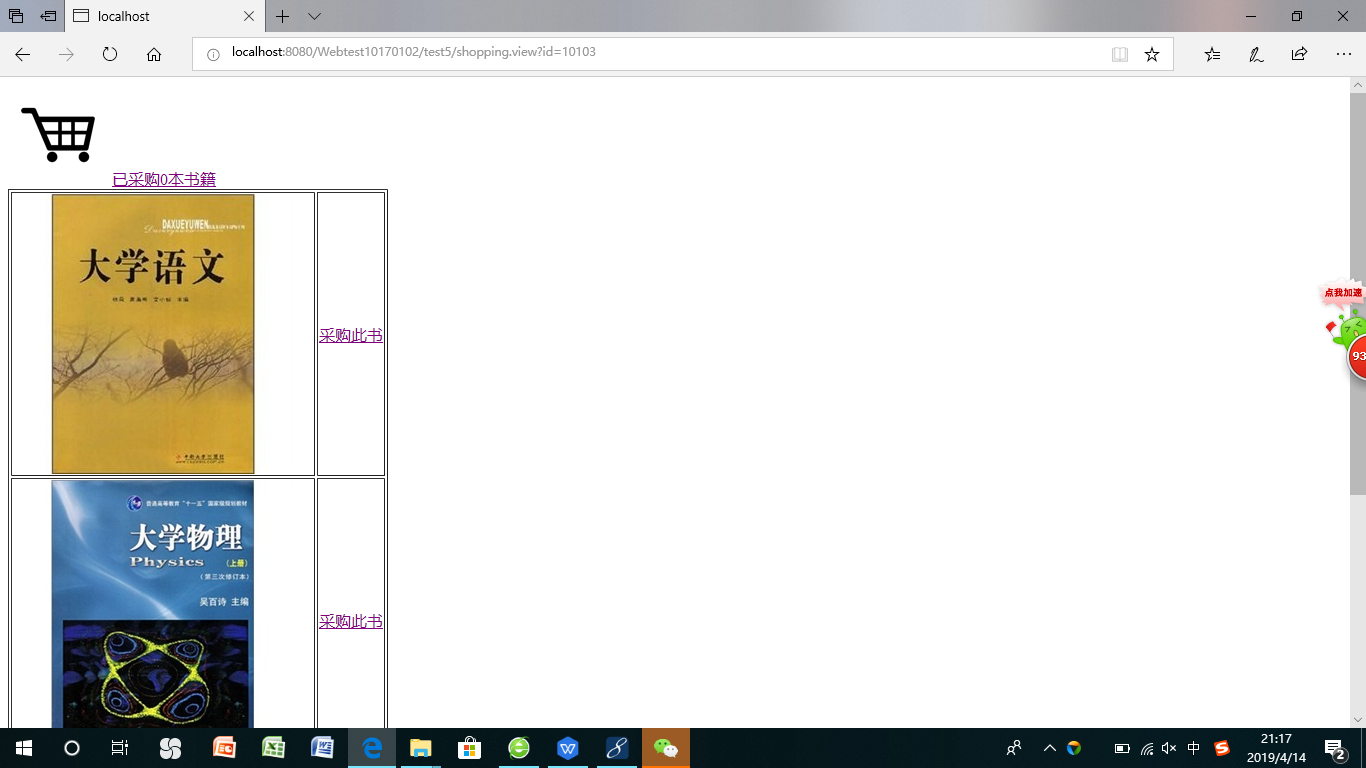 localhost
localhost:8080/Webtest10170102/test5/shopping.view?id=10103
已采购0本书籍
DAXUEYUWEN
大学语文
采购此书
点我加速
93
普通高等教育“十一五”国家级规划教材
大学物理
Physics
(上册)
(第三次修订本)
吴百诗 主编
采购此书
中
21:17
2019/4/14
2